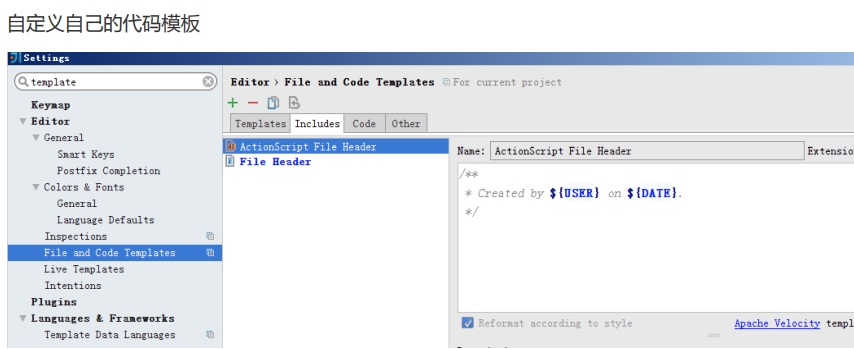 自定义自己的代码模板
Settings
template
Editor › File and Code Templates For current project
Keymap
Editor
General
Smart Keys
Postfix Completion
Colors & Fonts
General
Language Defaults
Inspections
File and Code Templates
Live Templates
Intentions
Plugins
Languages & Frameworks
Template Data Languages
Templates Includes Code Other
ActionScript File Header
File Header
Name: ActionScript File Header Extension
/**
* Created by ${USER} on ${DATE}.
*/
Reformat according to style Apache Velocity templ